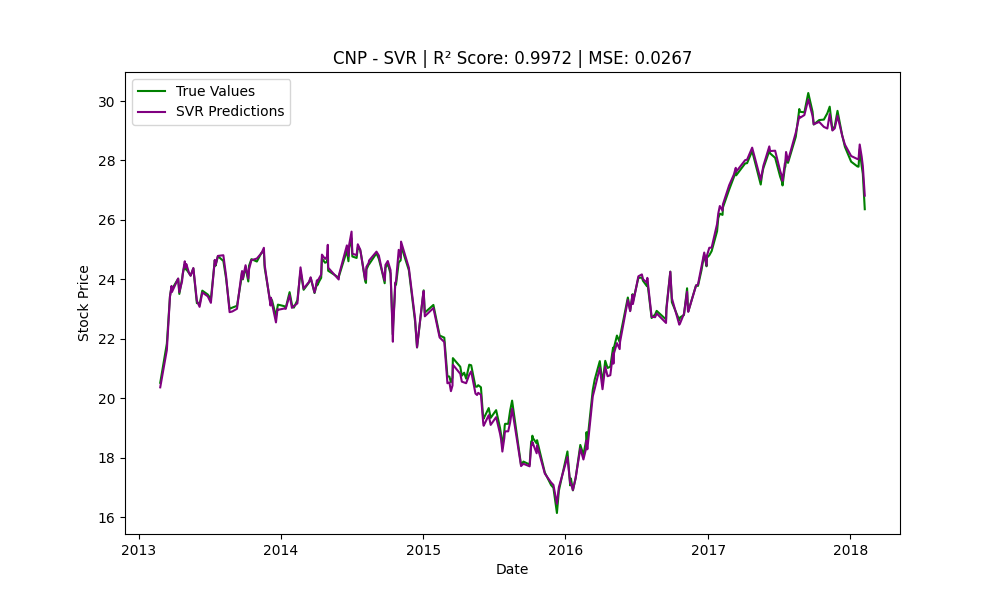 CNP - SVR | R² Score: 0.9972 | MSE: 0.0267
True Values
SVR Predictions
30
28
26
24
22
20
18
16
Stock Price
2013 2014 2015 2016 2017 2018
Date